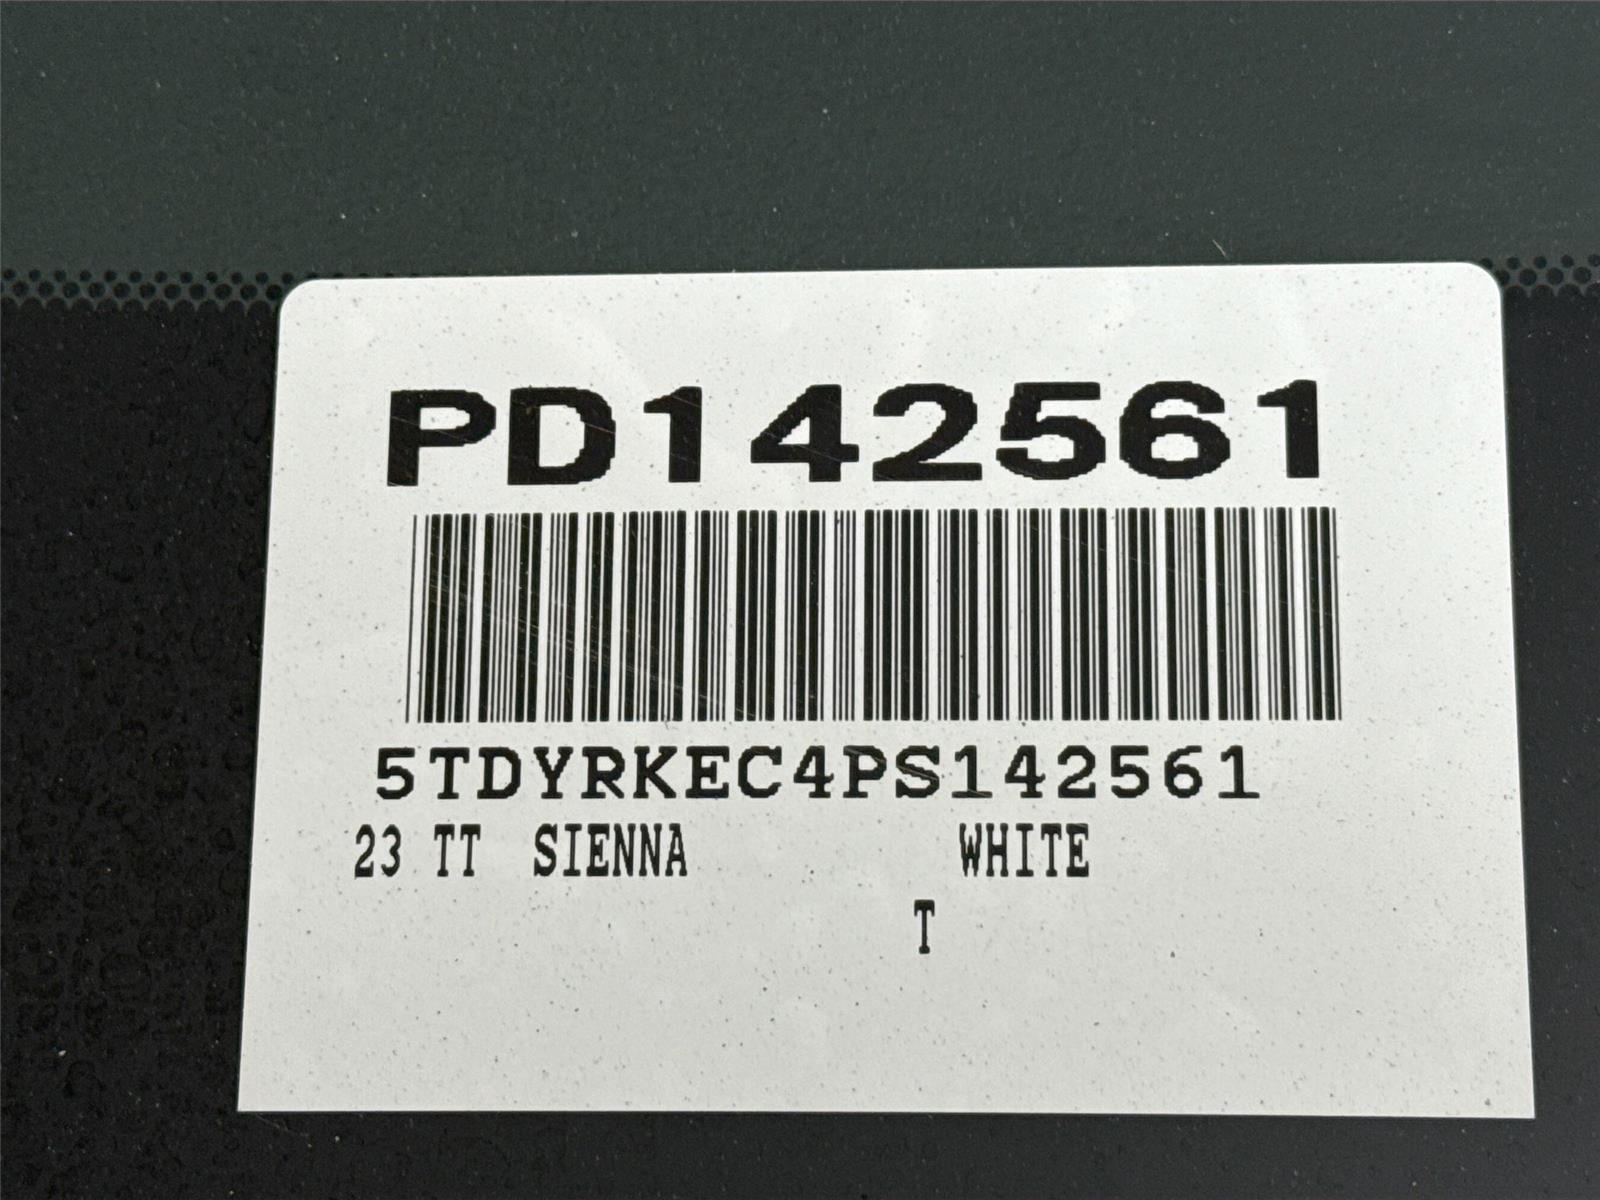 PD142561
5TDYRKEC4PS142561
23 TT SIENNA WHITE
T